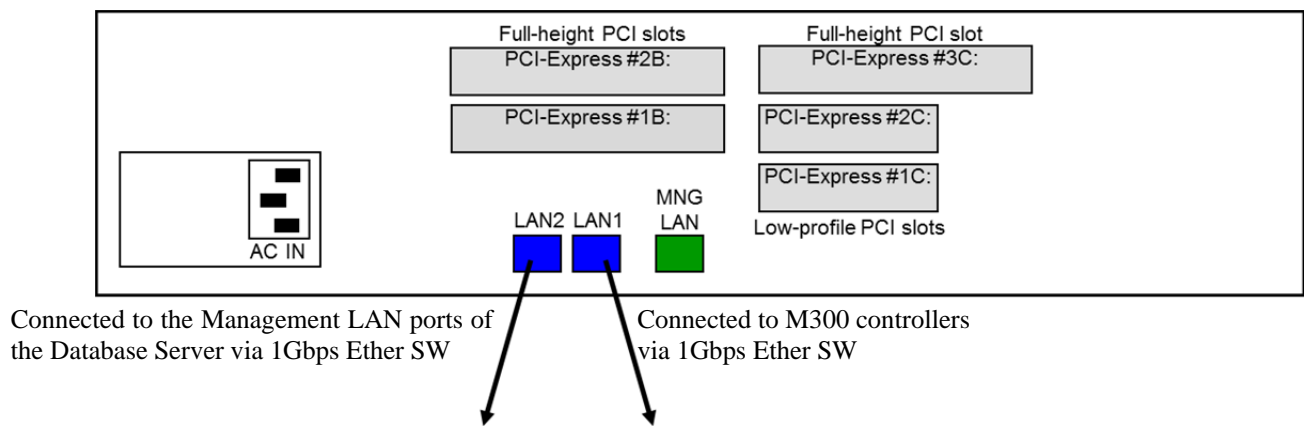 Full-height PCI slots
PCI-Express #2B:
PCI-Express #1B:
Full-height PCI slot
PCI-Express #3C:
PCI-Express #2C:
PCI-Express #1C:
Low-profile PCI slots
AC IN
LAN2 LAN1
MNG
LAN
Connected to the Management LAN ports of
the Database Server via 1Gbps Ether SW
Connected to M300 controllers
via 1Gbps Ether SW